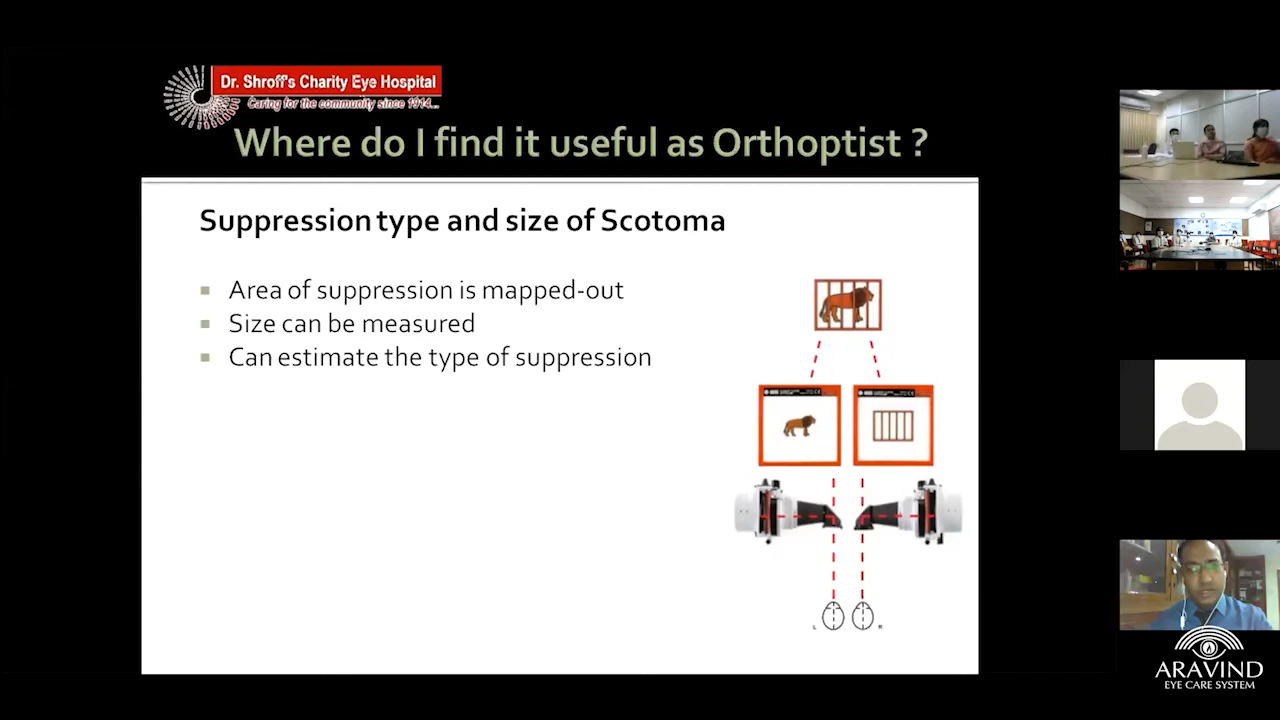 Dr. Shroff's Charity Eye Hospital
Caring for the community since 1914...
Where do I find it useful as Orthoptist ?
Suppression type and size of Scotoma
Area of suppression is mapped-out
Size can be measured
Can estimate the type of suppression
L
R
ARAVIND
EYE CARE SYSTEM